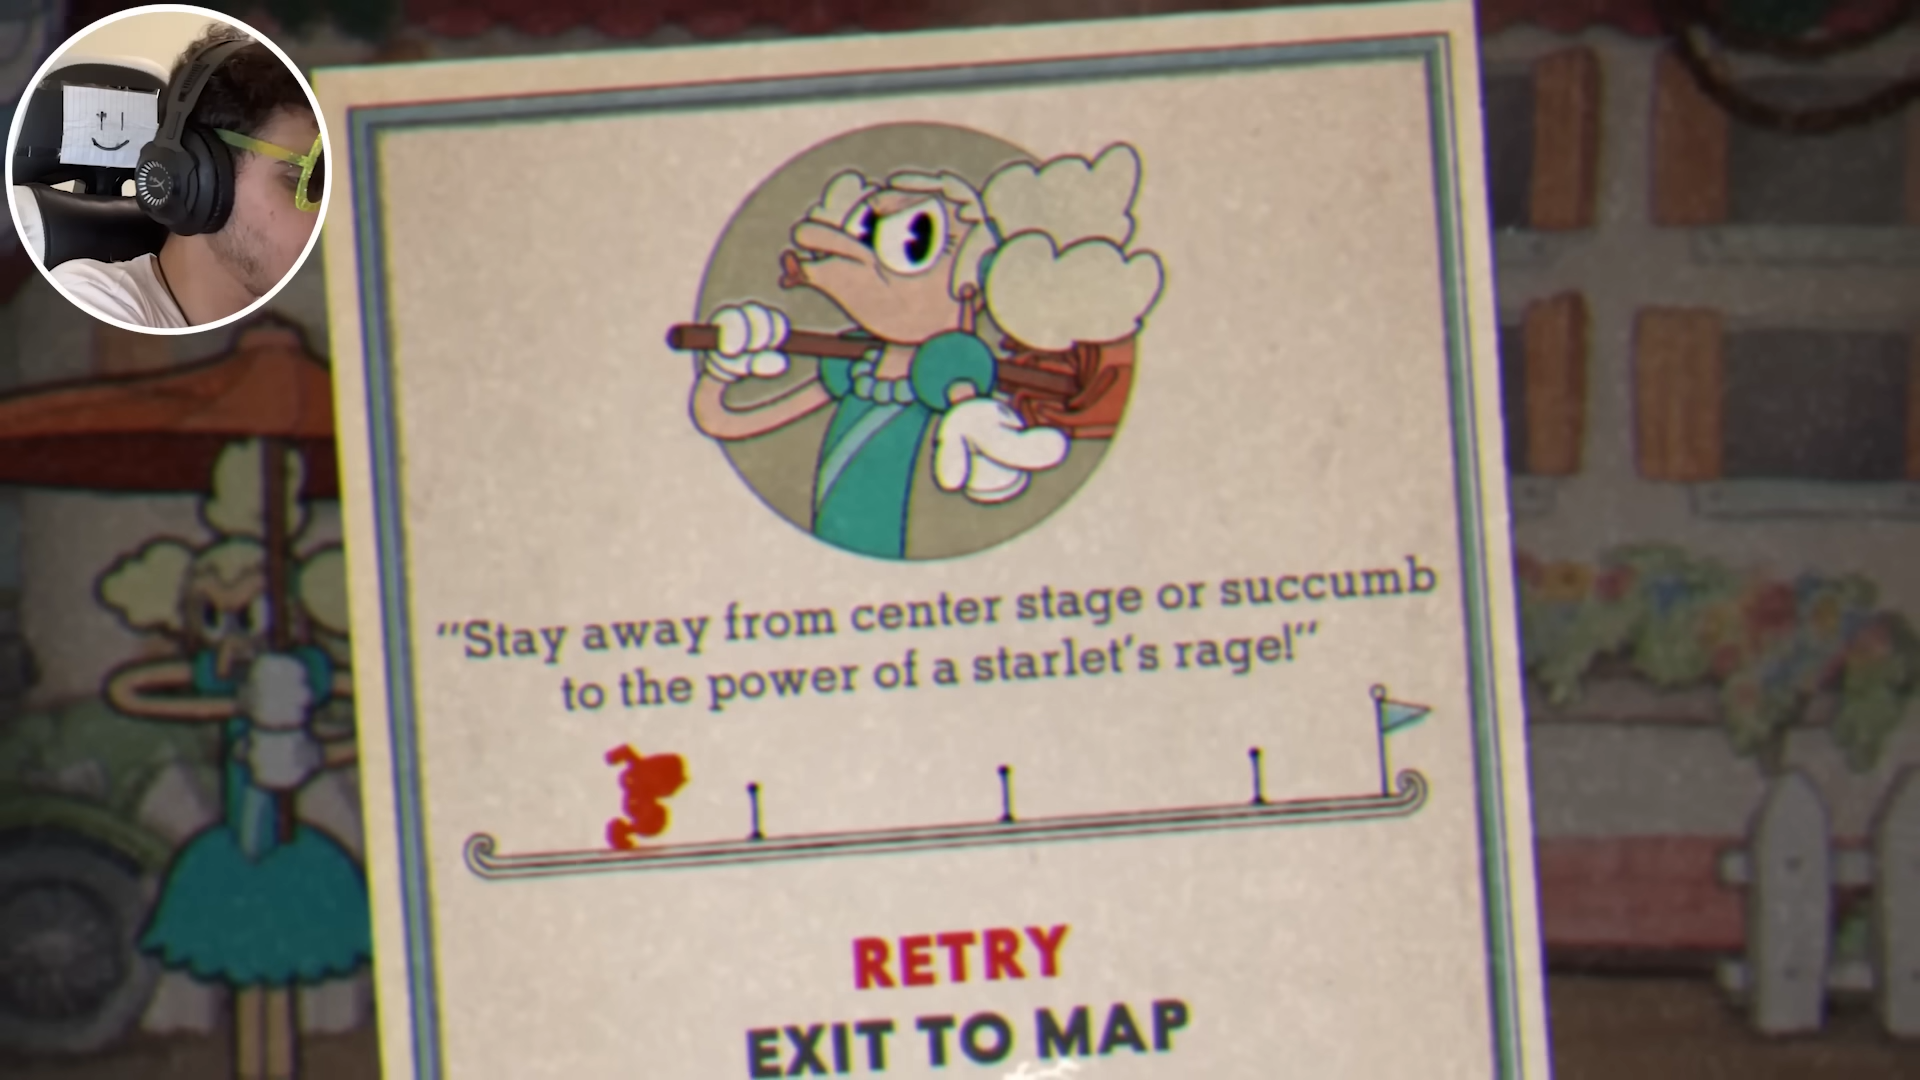 “Stay away from center stage or succumb
to the power of a starlet’s rage!“
RETRY
EXIT TO MAP